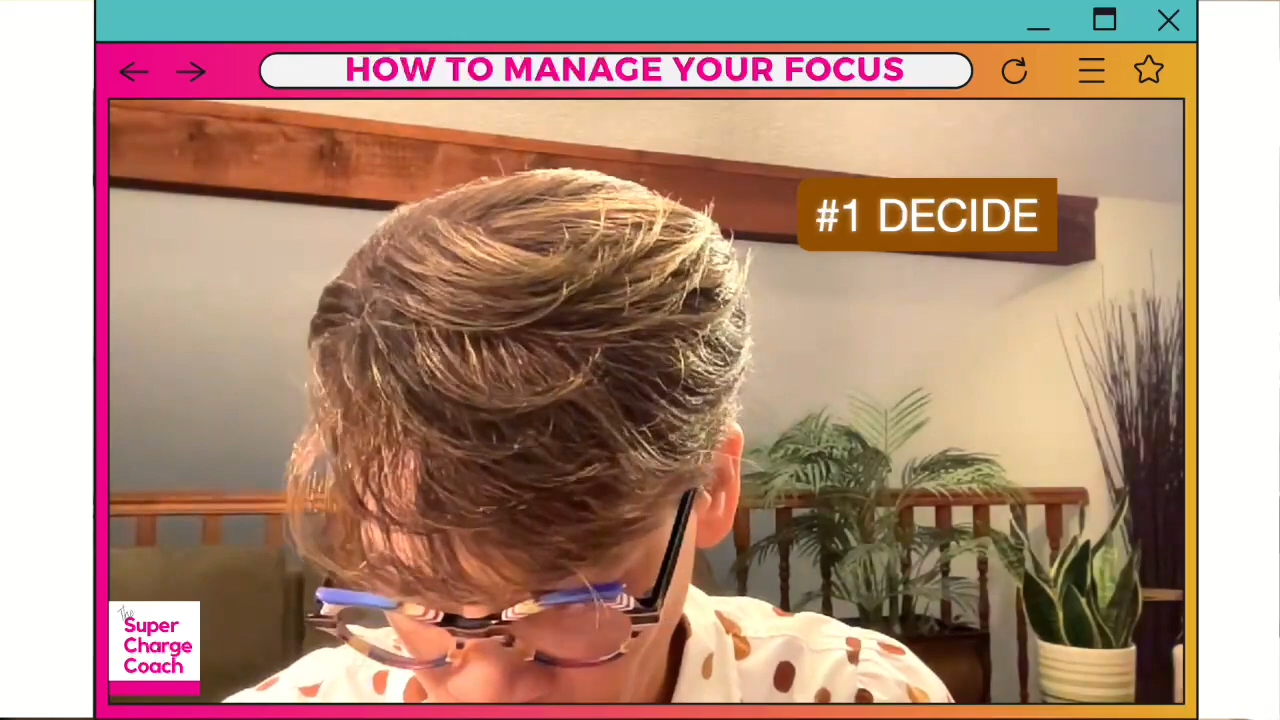 HOW TO MANAGE YOUR FOCUS
#1 DECIDE
The
Super
Charge
Coach